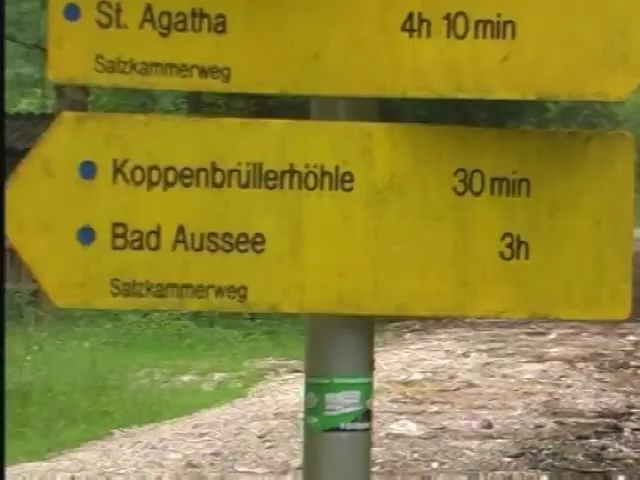 St. Agatha 4h 10 min
Salzkammerweg
Koppenbrüllerhöhle 30 min
Bad Aussee 3h
Salzkammerweg